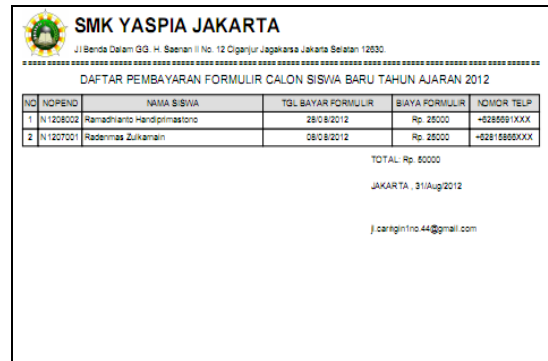 SMK YASPIA JAKARTA
Jl Benda Dalam GG. H. Saenan II No. 12 Ciganjur Jagakarsa Jakarta Selatan 12630.
DAFTAR PEMBAYARAN FORMULIR CALON SISWA BARU TAHUN AJARAN 2012
NO NOPEND NAMA SISWA TGL BAYAR FORMULIR BIAYA FORMULIR NOMOR TELP
1 N1208002 Ramadhianto Handiprimastono 28/08/2012 Rp. 25000 +6285691XXX
2 N1207001 Radenmas Zulkarnain 08/08/2012 Rp. 25000 +62815866XXX
TOTAL: Rp. 50000
JAKARTA , 31/Aug/2012
jl.caringin1no.44@gmail.com